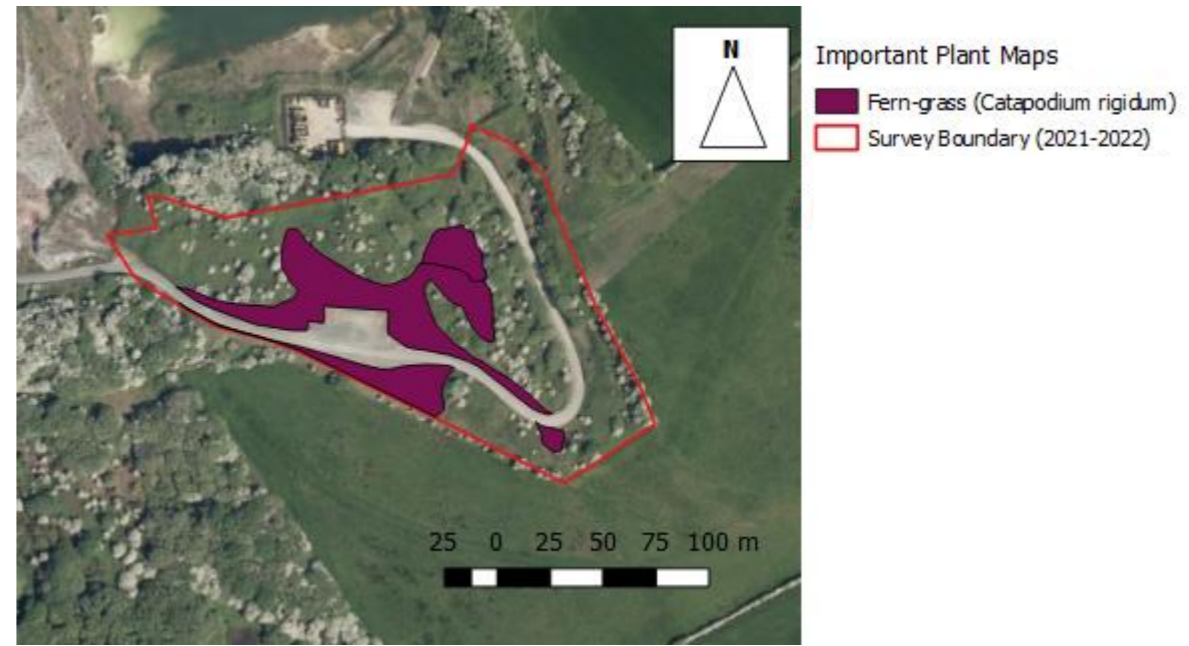 N
Important Plant Maps
Fern-grass (Catapodium rigidum)
Survey Boundary (2021-2022)
25 0 25 50 75 100 m